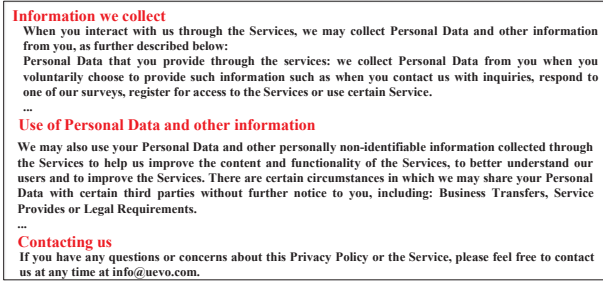 Information we collect
When you interact with us through the Services, we may collect Personal Data and other information
from you, as further described below:
Personal Data that you provide through the services: we collect Personal Data from you when you
voluntarily choose to provide such information such as when you contact us with inquiries, respond to
one of our surveys, register for access to the Services or use certain Service.
...
Use of Personal Data and other information
We may also use your Personal Data and other personally non-identifiable information collected through
the Services to help us improve the content and functionality of the Services, to better understand our
users and to improve the Services. There are certain circumstances in which we may share your Personal
Data with certain third parties without further notice to you, including: Business Transfers, Service
Provides or Legal Requirements.
...
Contacting us
If you have any questions or concerns about this Privacy Policy or the Service, please feel free to contact
us at any time at info@uevo.com.